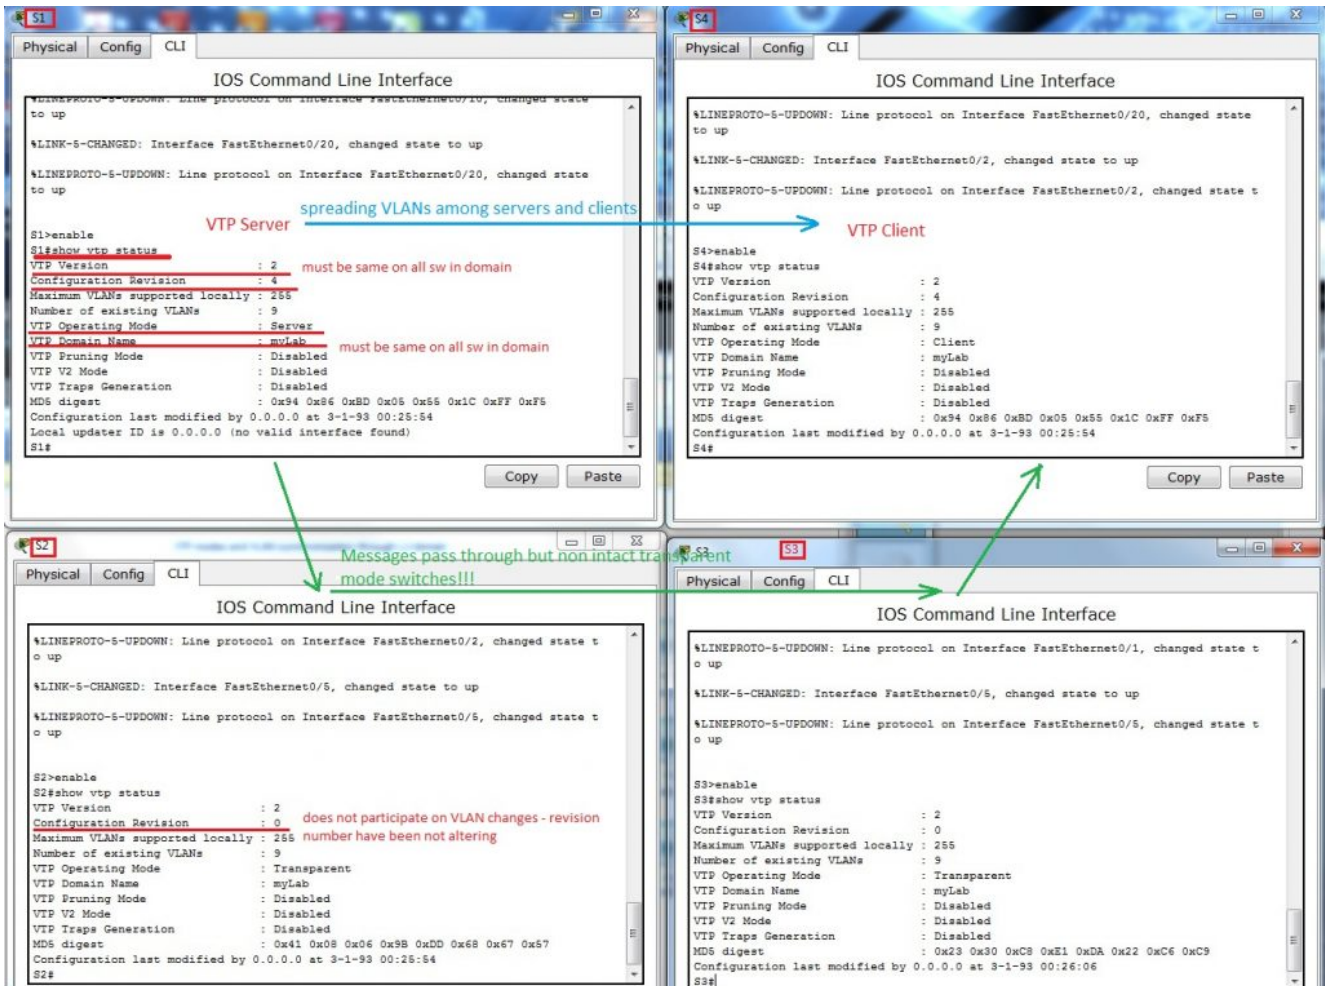 S1
Physical Config CLI
IOS Command Line Interface
%LINEPROTO-5-UPDOWN: Line protocol on Interface FastEthernet0/10, changed state
to up
%LINK-5-CHANGED: Interface FastEthernet0/20, changed state to up
%LINEPROTO-5-UPDOWN: Line protocol on Interface FastEthernet0/20, changed state
to up
VTP Server
spreading VLANs among servers and clients
S1>enable
S1#show vtp status
VTP Version : 2
must be same on all sw in domain
Configuration Revision : 4
Maximum VLANs supported locally : 255
Number of existing VLANs : 9
VTP Operating Mode : Server
VTP Domain Name : myLab
must be same on all sw in domain
VTP Pruning Mode : Disabled
VTP V2 Mode : Disabled
VTP Traps Generation : Disabled
MD5 digest : 0x94 0x86 0xBD 0x05 0x55 0x1C 0xFF 0xF5
Configuration last modified by 0.0.0.0 at 3-1-93 00:25:54
Local updater ID is 0.0.0.0 (no valid interface found)
S1#
Copy Paste
S4
Physical Config CLI
IOS Command Line Interface
%LINEPROTO-5-UPDOWN: Line protocol on Interface FastEthernet0/20, changed state
to up
%LINK-5-CHANGED: Interface FastEthernet0/2, changed state to up
%LINEPROTO-5-UPDOWN: Line protocol on Interface FastEthernet0/2, changed state t
o up
VTP Client
S4>enable
S4#show vtp status
VTP Version : 2
Configuration Revision : 4
Maximum VLANs supported locally : 255
Number of existing VLANs : 9
VTP Operating Mode : Client
VTP Domain Name : myLab
VTP Pruning Mode : Disabled
VTP V2 Mode : Disabled
VTP Traps Generation : Disabled
MD5 digest : 0x94 0x86 0xBD 0x05 0x55 0x1C 0xFF 0xF5
Configuration last modified by 0.0.0.0 at 3-1-93 00:25:54
S4#
Copy Paste
S2
Messages pass through but non intact transparent
mode switches!!!
Physical Config CLI
IOS Command Line Interface
%LINEPROTO-5-UPDOWN: Line protocol on Interface FastEthernet0/2, changed state t
o up
%LINK-5-CHANGED: Interface FastEthernet0/5, changed state to up
%LINEPROTO-5-UPDOWN: Line protocol on Interface FastEthernet0/5, changed state t
o up
S2>enable
S2#show vtp status
VTP Version : 2
Configuration Revision : 0
does not participate on VLAN changes - revision
number have been not altering
Maximum VLANs supported locally : 255
Number of existing VLANs : 9
VTP Operating Mode : Transparent
VTP Domain Name : myLab
VTP Pruning Mode : Disabled
VTP V2 Mode : Disabled
VTP Traps Generation : Disabled
MD5 digest : 0x41 0x08 0x06 0x9B 0xDD 0x68 0x67 0x57
Configuration last modified by 0.0.0.0 at 3-1-93 00:25:54
S2#
S3 S3
Physical Config CLI
IOS Command Line Interface
%LINEPROTO-5-UPDOWN: Line protocol on Interface FastEthernet0/1, changed state t
o up
%LINK-5-CHANGED: Interface FastEthernet0/5, changed state to up
%LINEPROTO-5-UPDOWN: Line protocol on Interface FastEthernet0/5, changed state t
o up
S3>enable
S3#show vtp status
VTP Version : 2
Configuration Revision : 0
Maximum VLANs supported locally : 255
Number of existing VLANs : 9
VTP Operating Mode : Transparent
VTP Domain Name : myLab
VTP Pruning Mode : Disabled
VTP V2 Mode : Disabled
VTP Traps Generation : Disabled
MD5 digest : 0x23 0x30 0xC8 0xE1 0xDA 0x22 0xC6 0xC9
Configuration last modified by 0.0.0.0 at 3-1-93 00:26:06
S3#